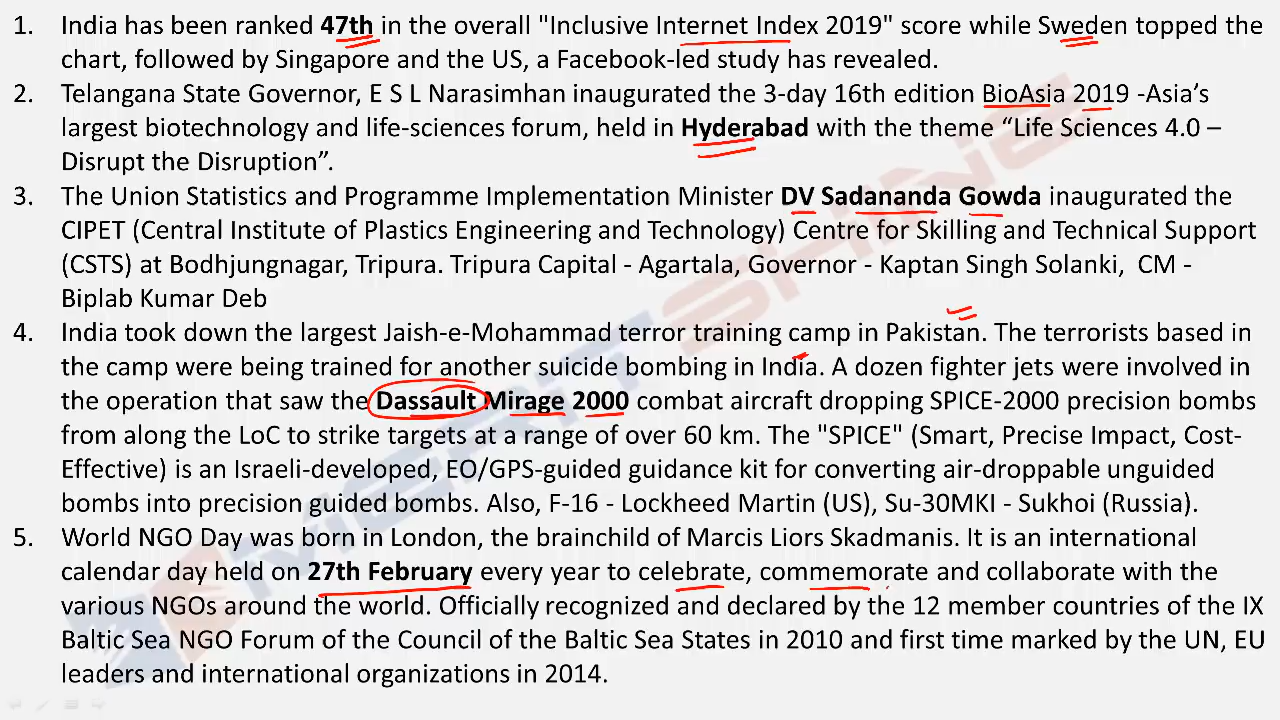 1. India has been ranked 47th in the overall "Inclusive Internet Index 2019" score while Sweden topped the
chart, followed by Singapore and the US, a Facebook-led study has revealed.
2. Telangana State Governor, E S L Narasimhan inaugurated the 3-day 16th edition BioAsia 2019 -Asia’s
largest biotechnology and life-sciences forum, held in Hyderabad with the theme “Life Sciences 4.0 –
Disrupt the Disruption”.
3. The Union Statistics and Programme Implementation Minister DV Sadananda Gowda inaugurated the
CIPET (Central Institute of Plastics Engineering and Technology) Centre for Skilling and Technical Support
(CSTS) at Bodhjungnagar, Tripura. Tripura Capital - Agartala, Governor - Kaptan Singh Solanki, CM -
Biplab Kumar Deb
4. India took down the largest Jaish-e-Mohammad terror training camp in Pakistan. The terrorists based in
the camp were being trained for another suicide bombing in India. A dozen fighter jets were involved in
the operation that saw the Dassault Mirage 2000 combat aircraft dropping SPICE-2000 precision bombs
from along the LoC to strike targets at a range of over 60 km. The "SPICE" (Smart, Precise Impact, Cost-
Effective) is an Israeli-developed, EO/GPS-guided guidance kit for converting air-droppable unguided
bombs into precision guided bombs. Also, F-16 - Lockheed Martin (US), Su-30MKI - Sukhoi (Russia).
5. World NGO Day was born in London, the brainchild of Marcis Liors Skadmanis. It is an international
calendar day held on 27th February every year to celebrate, commemorate and collaborate with the
various NGOs around the world. Officially recognized and declared by the 12 member countries of the IX
Baltic Sea NGO Forum of the Council of the Baltic Sea States in 2010 and first time marked by the UN, EU
leaders and international organizations in 2014.